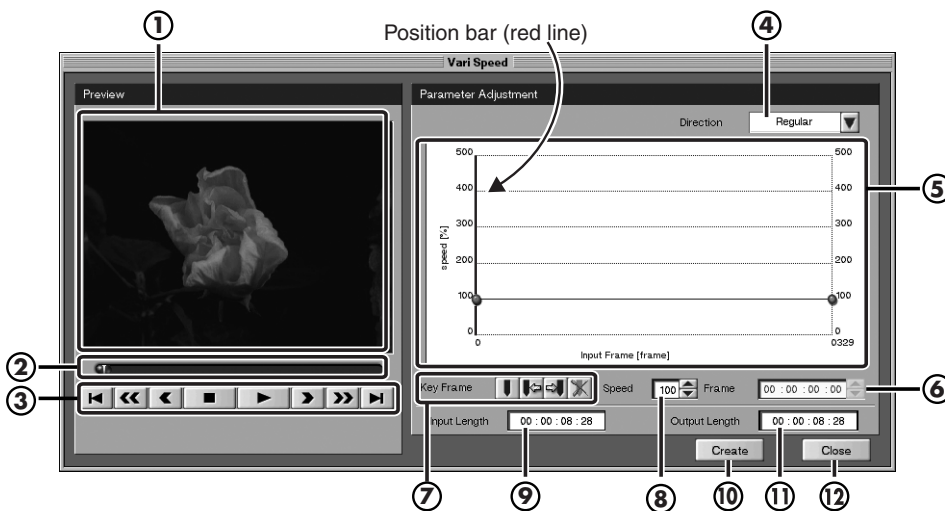 ① Position bar (red line) ④
Vari Speed
Preview Parameter Adjustment
Direction Regular
⑤
500 500
400 400
300 300
200 200
100 100
0 0
speed [%]
0 0329
Input Frame [frame]
②
③
Key Frame Speed 100 Frame 00 : 00 : 00 : 00 ⑥
Input Length 00 : 00 : 08 : 28 Output Length 00 : 00 : 08 : 28
Create Close
⑦ ⑨ ⑧ ⑩ ⑪ ⑫